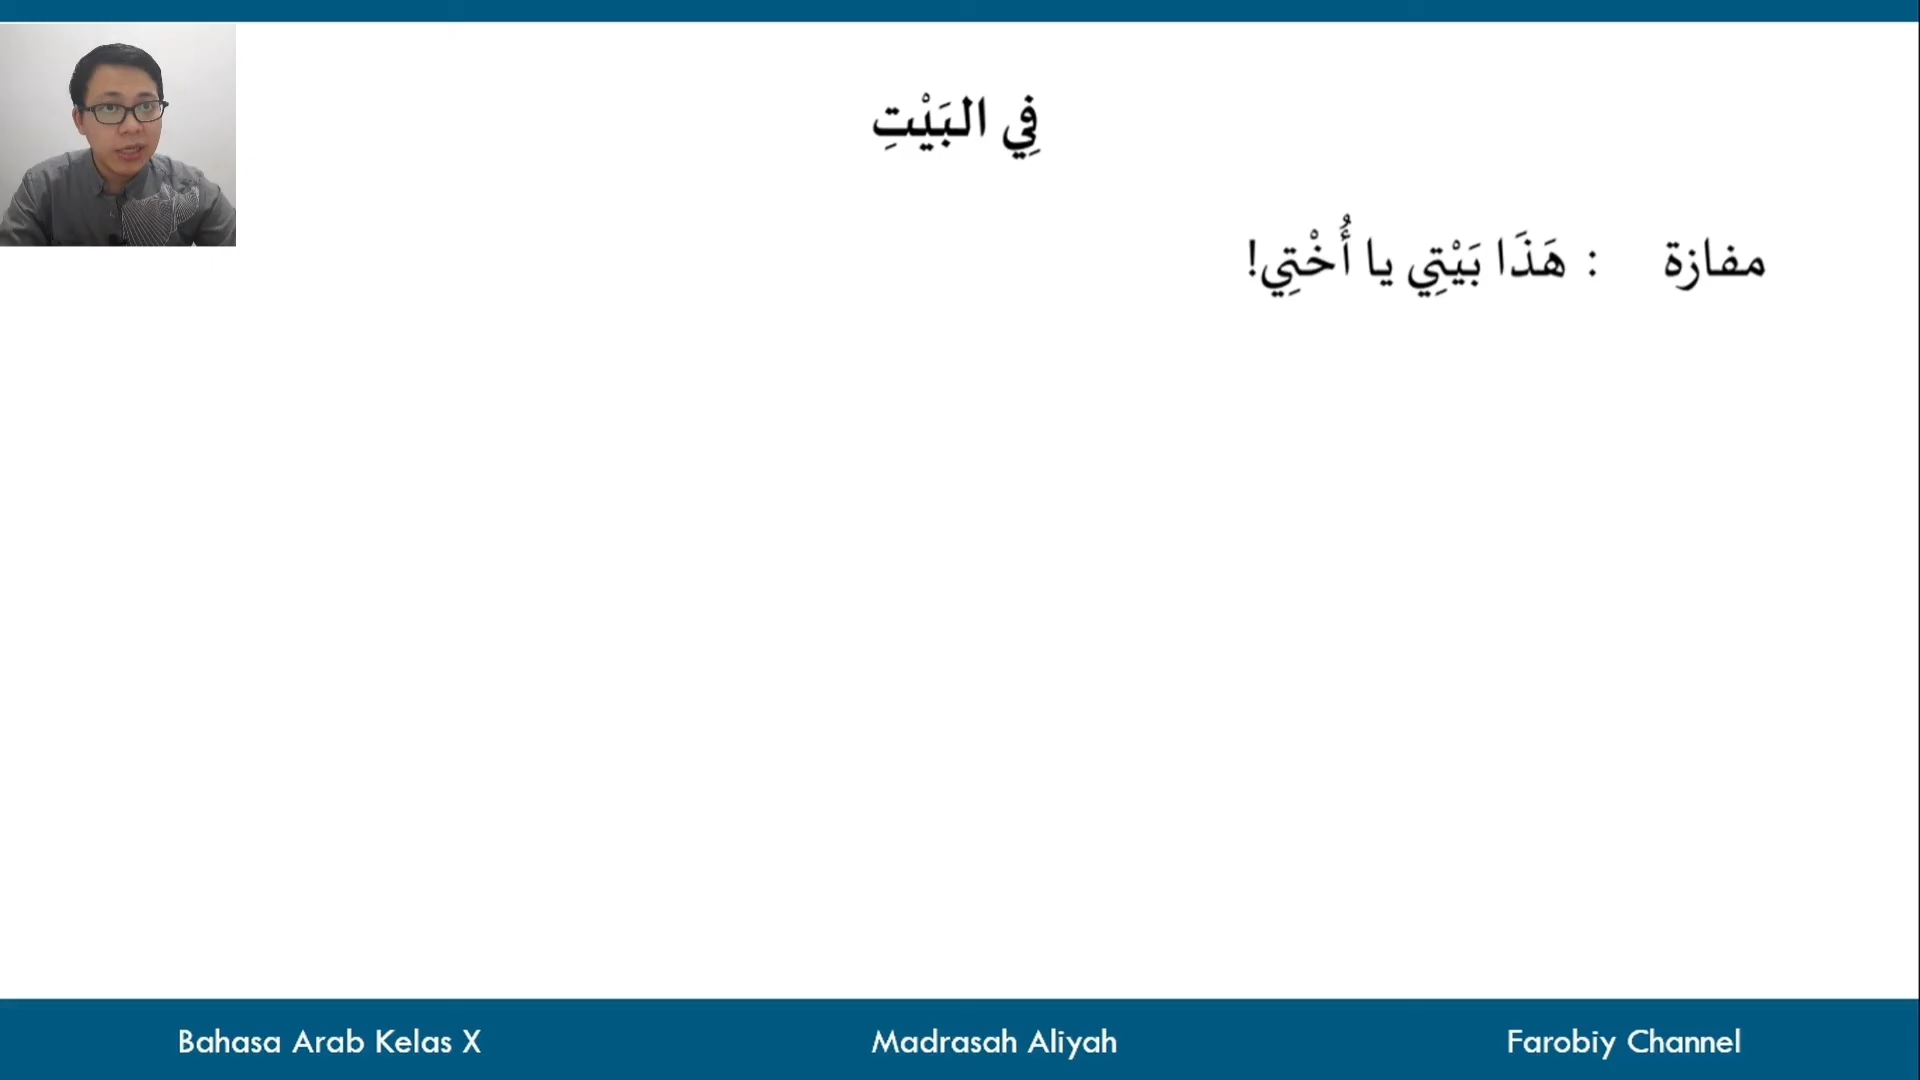 فِي البَيْتِ
مفازة : هَذَا بَيْتِي يا أُخْتِي!
Bahasa Arab Kelas X
Madrasah Aliyah
Farobiy Channel